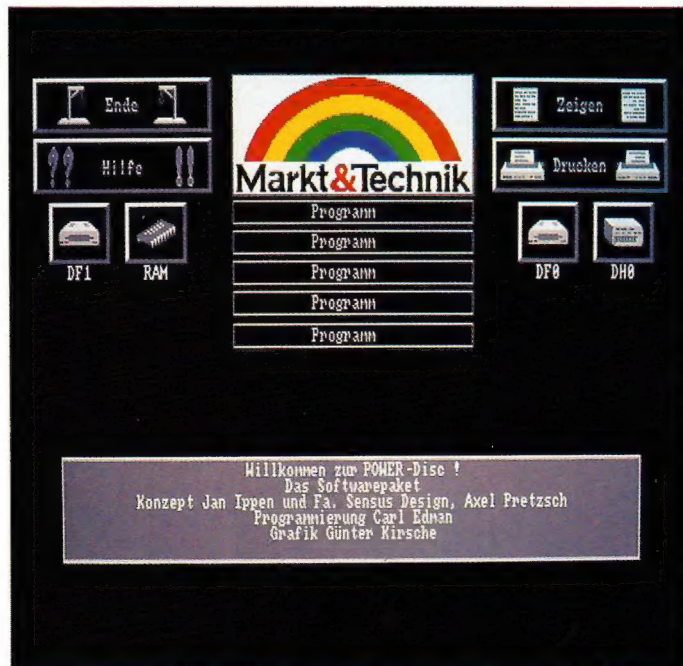 Ende
Hilfe
DF1
RAM
Markt&Technik
Programm
Programm
Programm
Programm
Programm
Zeigen
Drucken
DF0
DH0
Willkommen zur POWER-Disc !
Das Softwarepaket
Konzept Jan Ippen und Fa. Sensus Design, Axel Pretzsch
Programmierung Carl Edman
Grafik Günter Kirsche